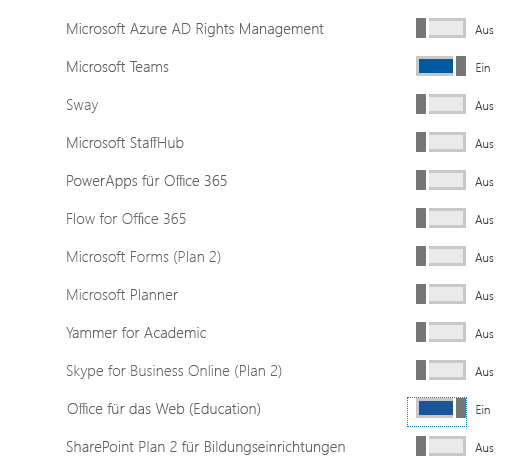 Microsoft Azure AD Rights Management Aus
Microsoft Teams Ein
Sway Aus
Microsoft StaffHub Aus
PowerApps für Office 365 Aus
Flow for Office 365 Aus
Microsoft Forms (Plan 2) Aus
Microsoft Planner Aus
Yammer for Academic Aus
Skype for Business Online (Plan 2) Aus
Office für das Web (Education) Ein
SharePoint Plan 2 für Bildungseinrichtungen Aus